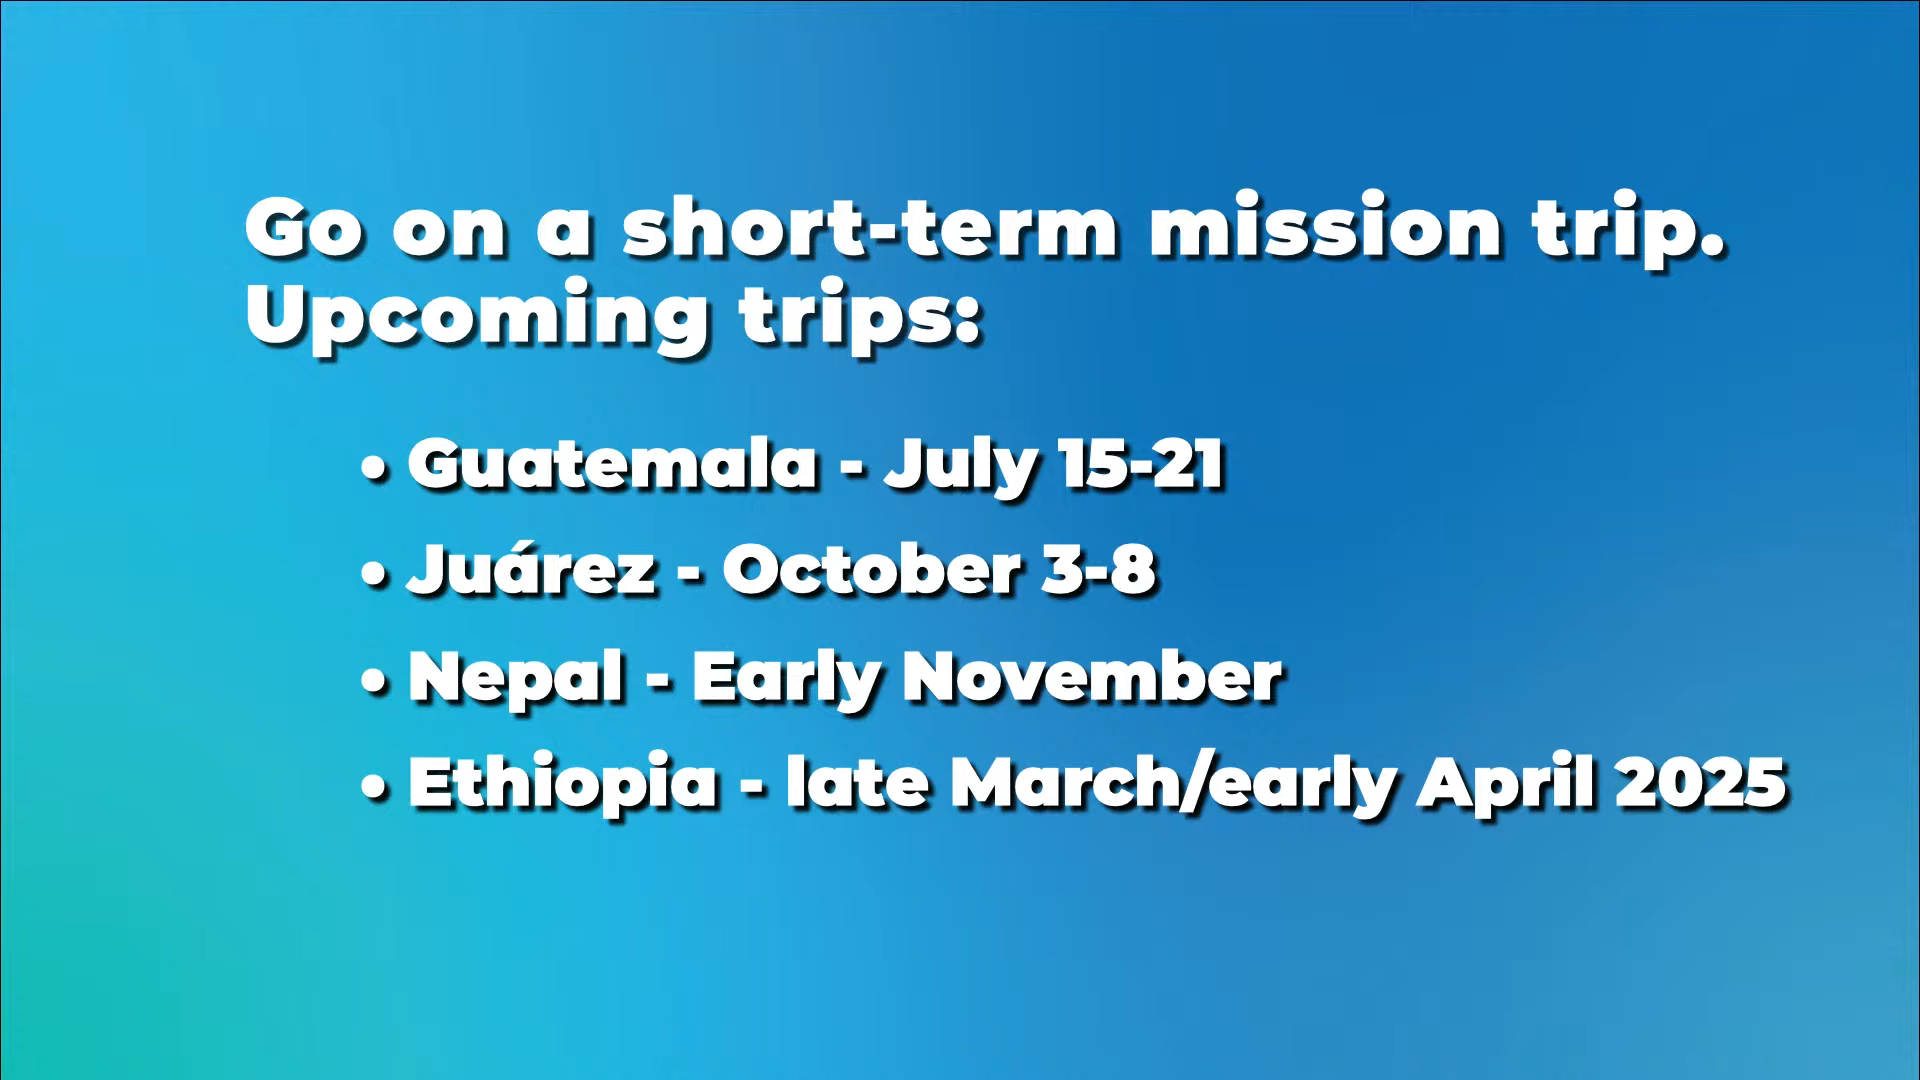 Go on a short-term mission trip.
Upcoming trips:
• Guatemala - July 15-21
• Juárez - October 3-8
• Nepal - Early November
• Ethiopia - late March/early April 2025